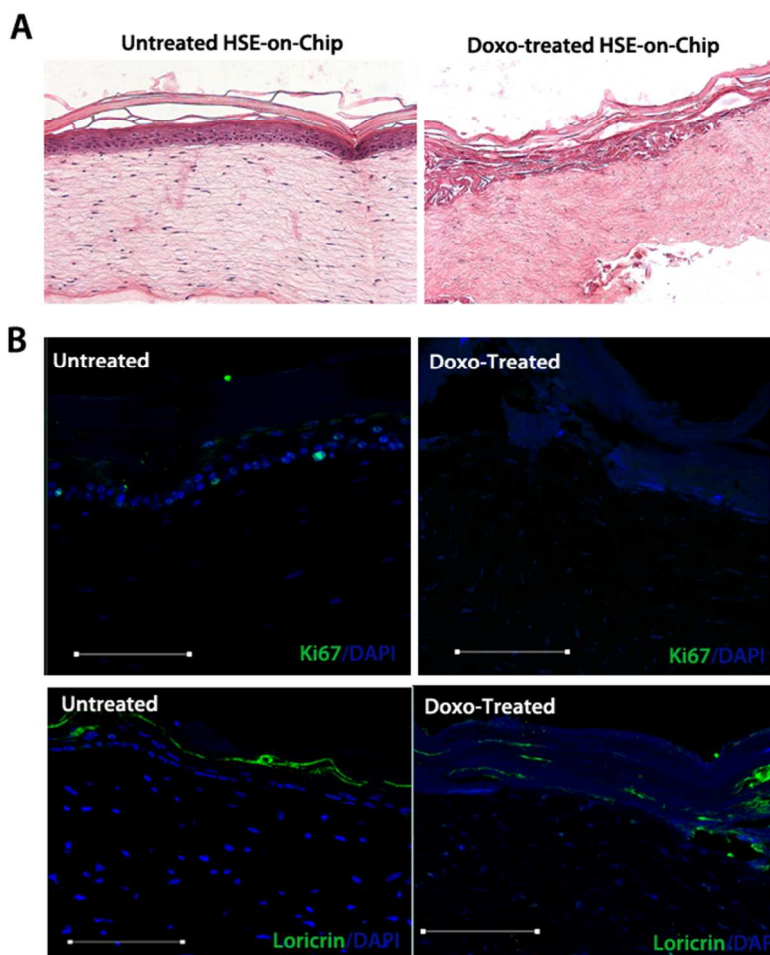 A
Untreated HSE-on-Chip
Doxo-treated HSE-on-Chip
B
Untreated
Doxo-Treated
Ki67/DAPI
Ki67/DAPI
Untreated
Doxo-Treated
Loricrin/DAPI
Loricrin/DAPI